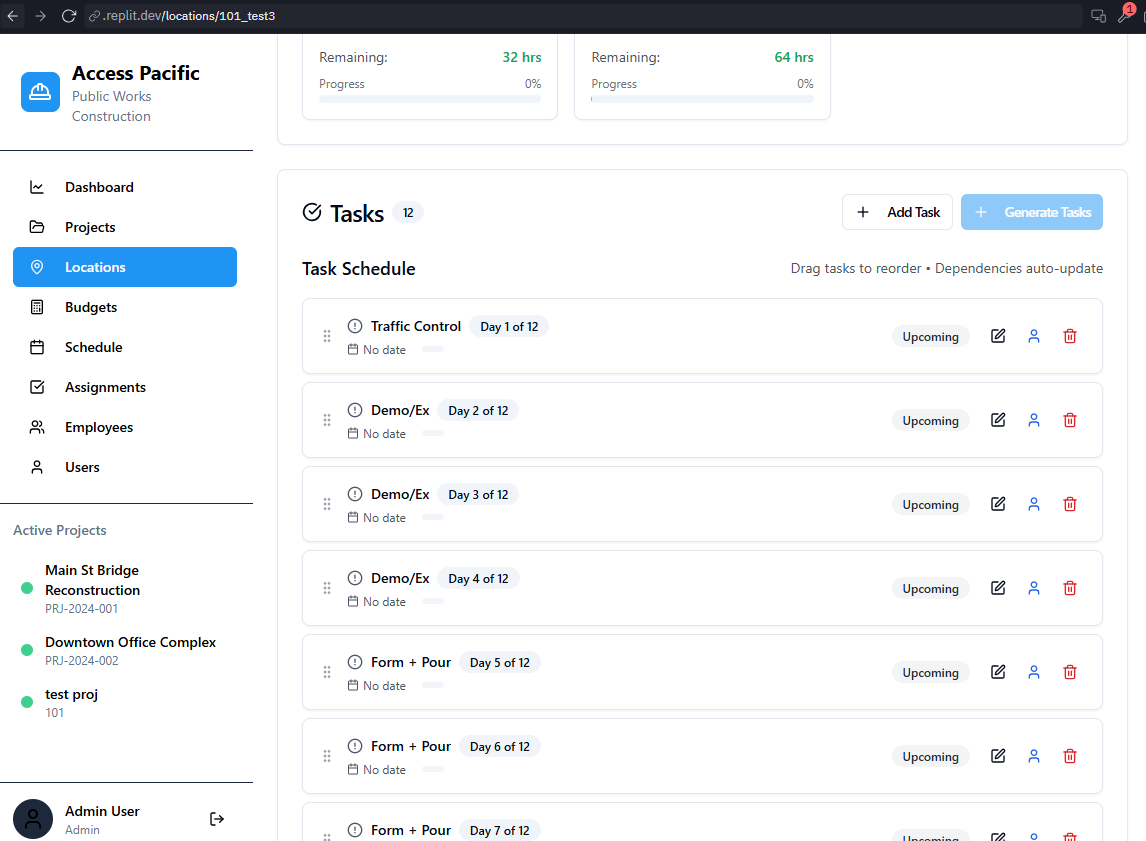 .replit.dev/locations/101_test3
1
Access Pacific
Public Works
Construction
Dashboard
Projects
Locations
Budgets
Schedule
Assignments
Employees
Users
Active Projects
Main St Bridge
Reconstruction
PRJ-2024-001
Downtown Office Complex
PRJ-2024-002
test proj
101
Admin User
Admin
Remaining: 32 hrs
Progress 0%
Remaining: 64 hrs
Progress 0%
Tasks 12
Add Task
Generate Tasks
Task Schedule
Drag tasks to reorder • Dependencies auto-update
Traffic Control Day 1 of 12
No date
Upcoming
Demo/Ex Day 2 of 12
No date
Upcoming
Demo/Ex Day 3 of 12
No date
Upcoming
Demo/Ex Day 4 of 12
No date
Upcoming
Form + Pour Day 5 of 12
No date
Upcoming
Form + Pour Day 6 of 12
No date
Upcoming
Form + Pour Day 7 of 12
Upcoming